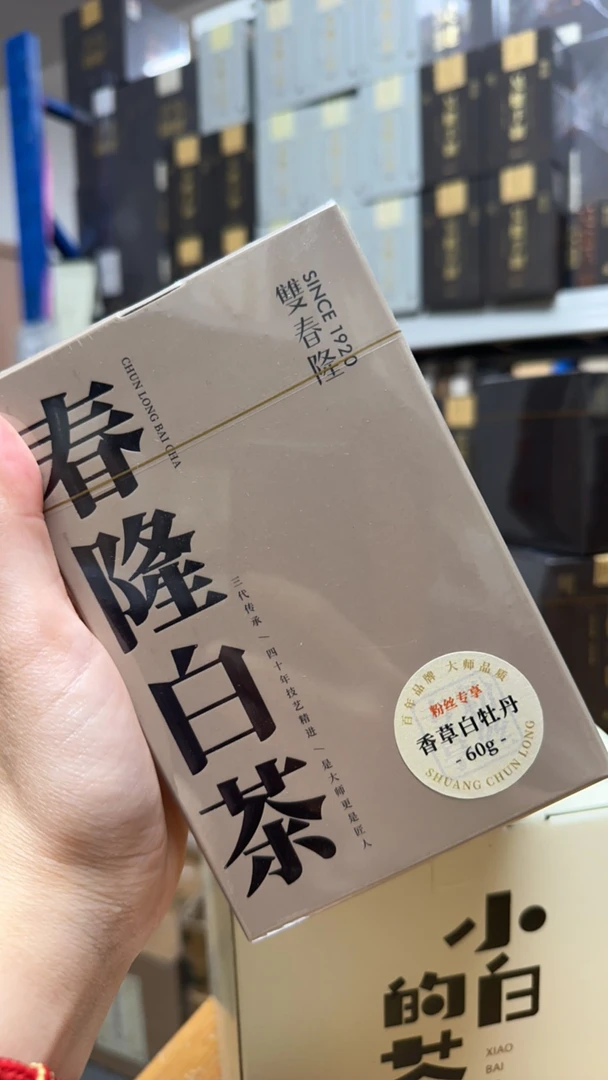 SINCE 1920
雙春隆
CHUN LONG BAI CHA
春隆白茶
三代传承/四十年技艺精进/是大师更是匠人
百年品牌 大师品质
粉丝专享
香草白牡丹
- 60g -
SHUANG CHUN LONG
小白
的茶
XIAO
BAI